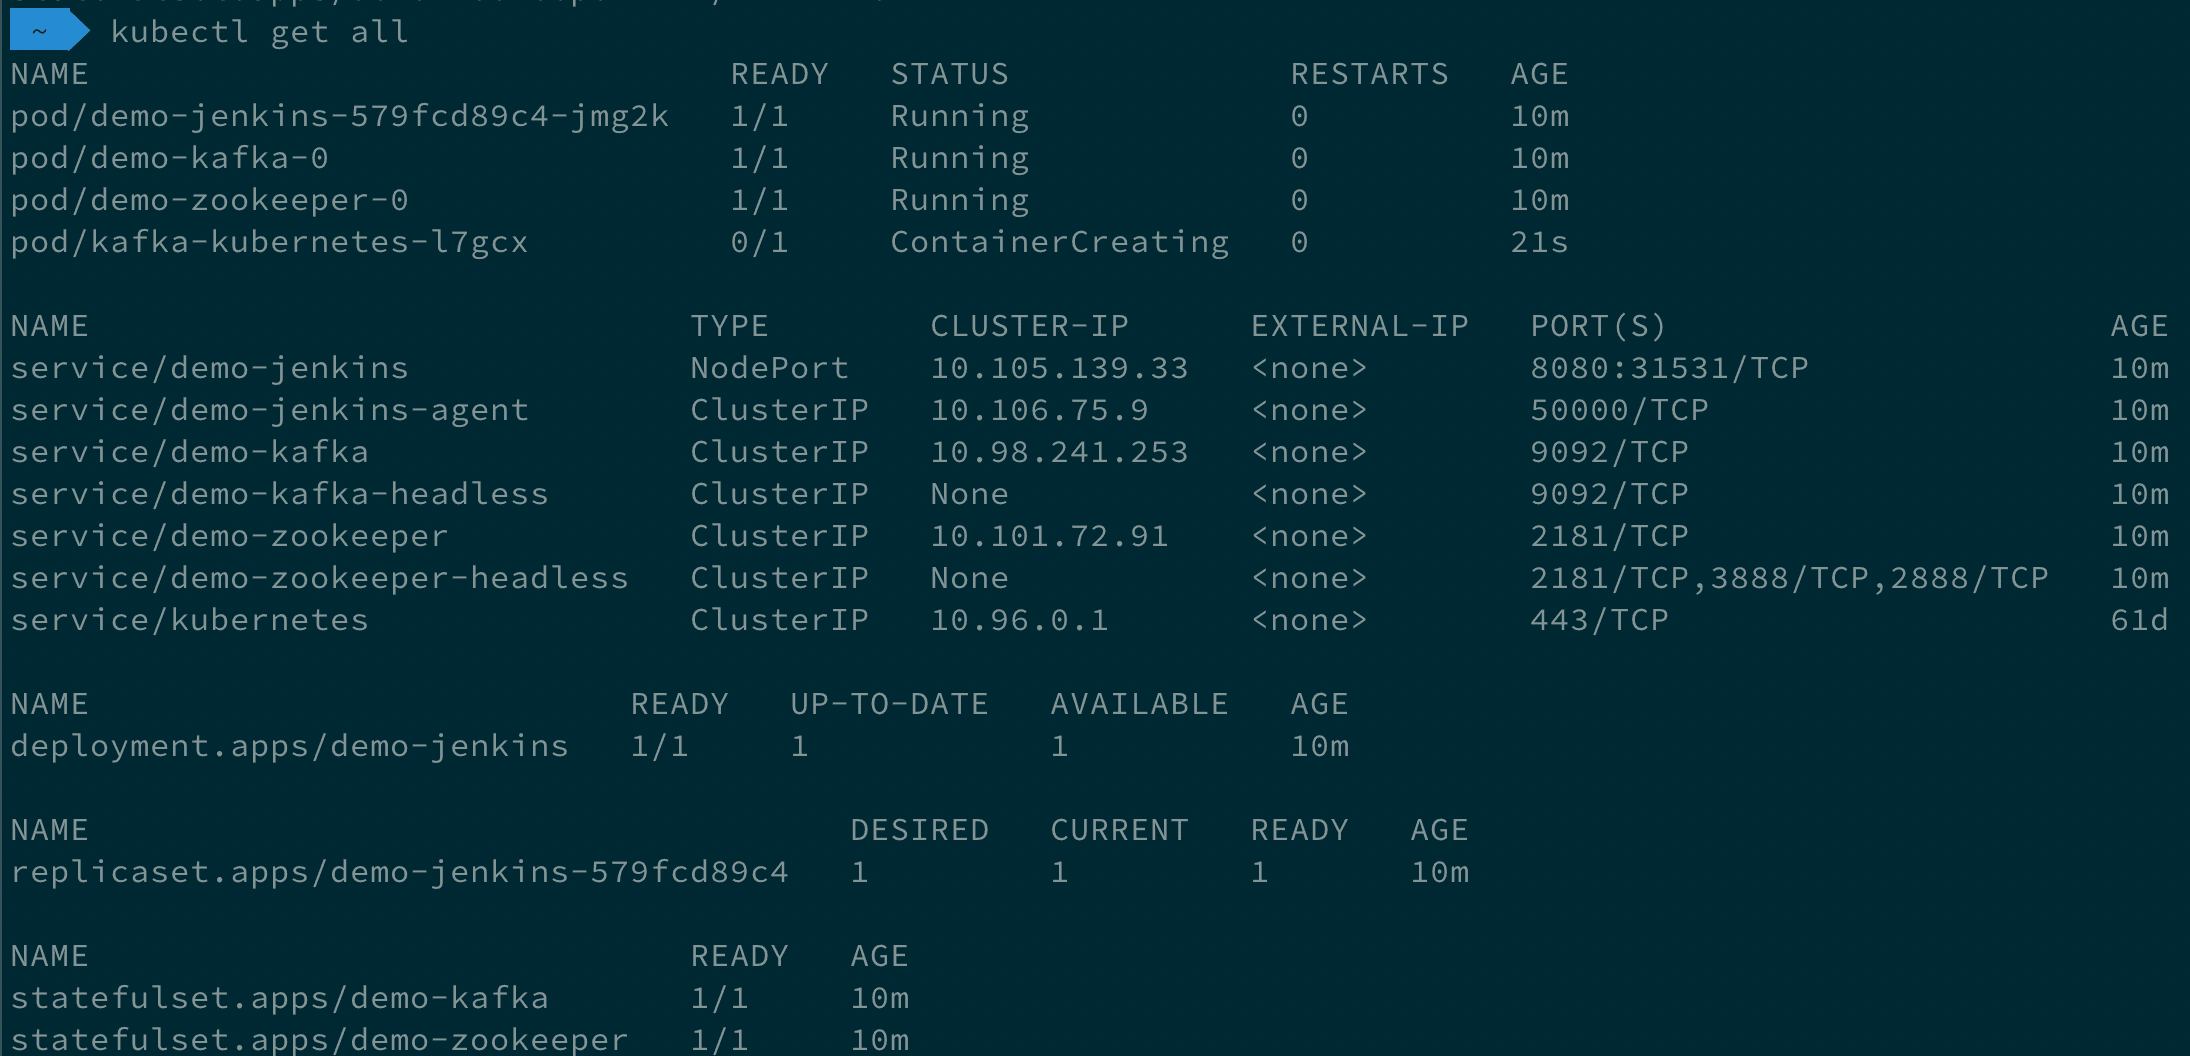 ~ kubectl get all
NAME READY STATUS RESTARTS AGE
pod/demo-jenkins-579fcd89c4-jmg2k 1/1 Running 0 10m
pod/demo-kafka-0 1/1 Running 0 10m
pod/demo-zookeeper-0 1/1 Running 0 10m
pod/kafka-kubernetes-l7gcx 0/1 ContainerCreating 0 21s
NAME TYPE CLUSTER-IP EXTERNAL-IP PORT(S) AGE
service/demo-jenkins NodePort 10.105.139.33 <none> 8080:31531/TCP 10m
service/demo-jenkins-agent ClusterIP 10.106.75.9 <none> 50000/TCP 10m
service/demo-kafka ClusterIP 10.98.241.253 <none> 9092/TCP 10m
service/demo-kafka-headless ClusterIP None <none> 9092/TCP 10m
service/demo-zookeeper ClusterIP 10.101.72.91 <none> 2181/TCP 10m
service/demo-zookeeper-headless ClusterIP None <none> 2181/TCP,3888/TCP,2888/TCP 10m
service/kubernetes ClusterIP 10.96.0.1 <none> 443/TCP 61d
NAME READY UP-TO-DATE AVAILABLE AGE
deployment.apps/demo-jenkins 1/1 1 1 10m
NAME DESIRED CURRENT READY AGE
replicaset.apps/demo-jenkins-579fcd89c4 1 1 1 10m
NAME READY AGE
statefulset.apps/demo-kafka 1/1 10m
statefulset.apps/demo-zookeeper 1/1 10m